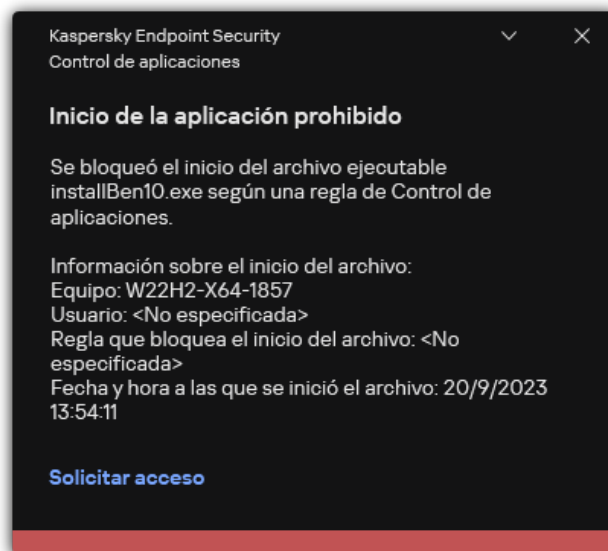 Kaspersky Endpoint Security
Control de aplicaciones
Inicio de la aplicación prohibido
Se bloqueó el inicio del archivo ejecutable
installBen10.exe según una regla de Control de
aplicaciones.
Información sobre el inicio del archivo:
Equipo: W22H2-X64-1857
Usuario: <No especificada>
Regla que bloquea el inicio del archivo: <No
especificada>
Fecha y hora a las que se inició el archivo: 20/9/2023
13:54:11
Solicitar acceso